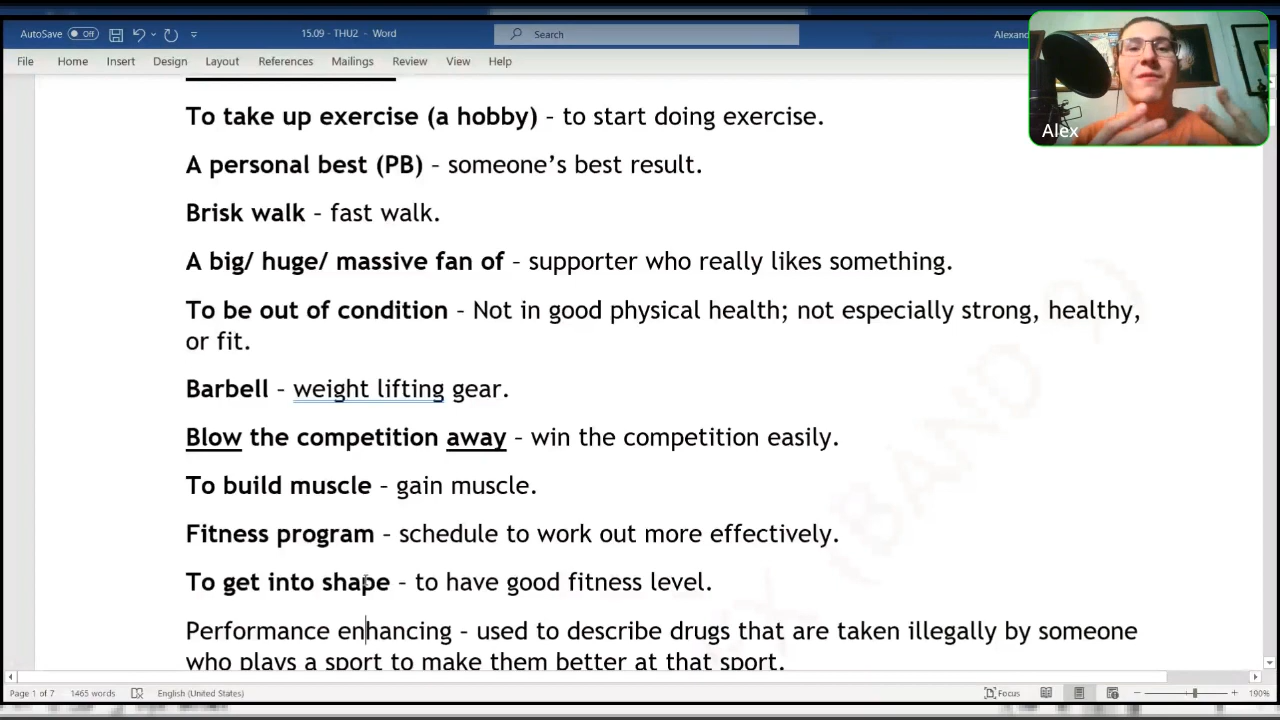 AutoSave Off
15.09 - THU2 - Word
Search
File Home Insert Layout Design References Mailings Review View Help
Alex
To take up exercise (a hobby) – to start doing exercise.
A personal best (PB) – someone's best result.
Brisk walk – fast walk.
A big/ huge/ massive fan of – supporter who really likes something.
To be out of condition – Not in good physical health; not especially strong, healthy,
or fit.
Barbell – weight lifting gear.
Blow the competition away – win the competition easily.
To build muscle – gain muscle.
Fitness program – schedule to work out more effectively.
To get into shape – to have good fitness level.
Performance enhancing – used to describe drugs that are taken illegally by someone
who plays a sport to make them better at that sport.
Page 1 of 7 1465 words English (United States) Focus 190%